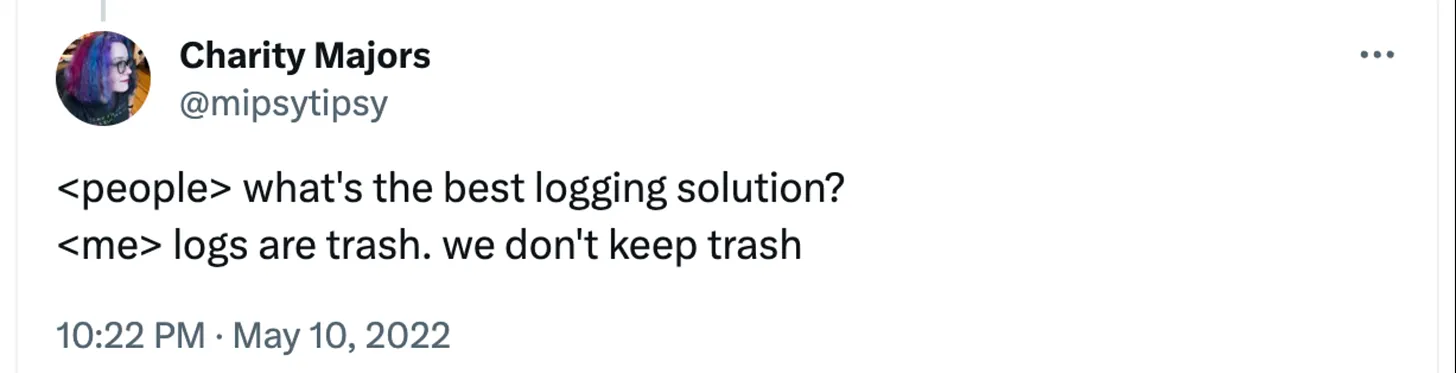 Charity Majors
@mipsytipsy
<people> what's the best logging solution?
<me> logs are trash. we don't keep trash
10:22 PM · May 10, 2022